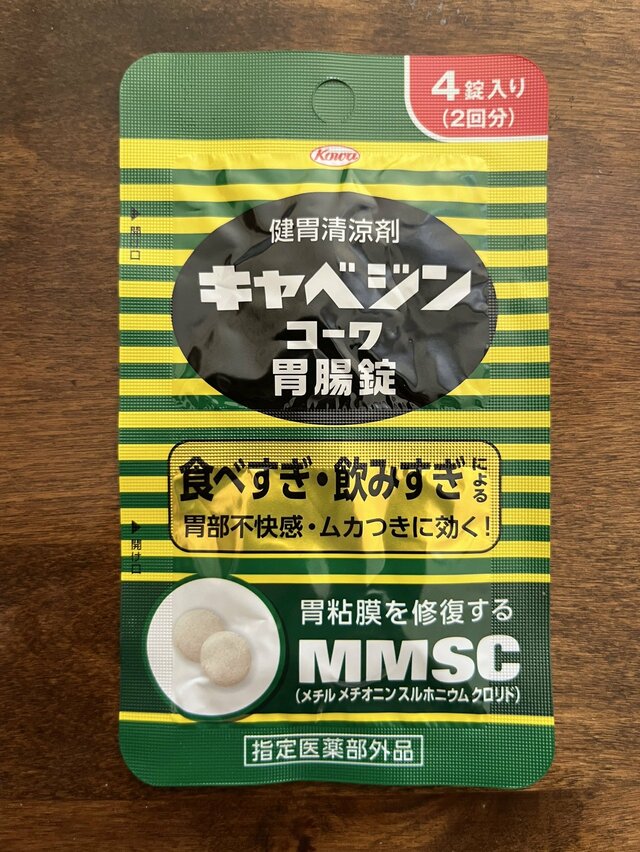 4錠入り
(2回分)
Kowa
健胃清涼剤
キャベジン
コーワ
胃腸錠
開け口
食べすぎ・飲みすぎによる
胃部不快感・ムカつきに効く!
開け口
胃粘膜を修復する
MMSC
(メチルメチオニンスルホニウムクロリド)
指定医薬部外品